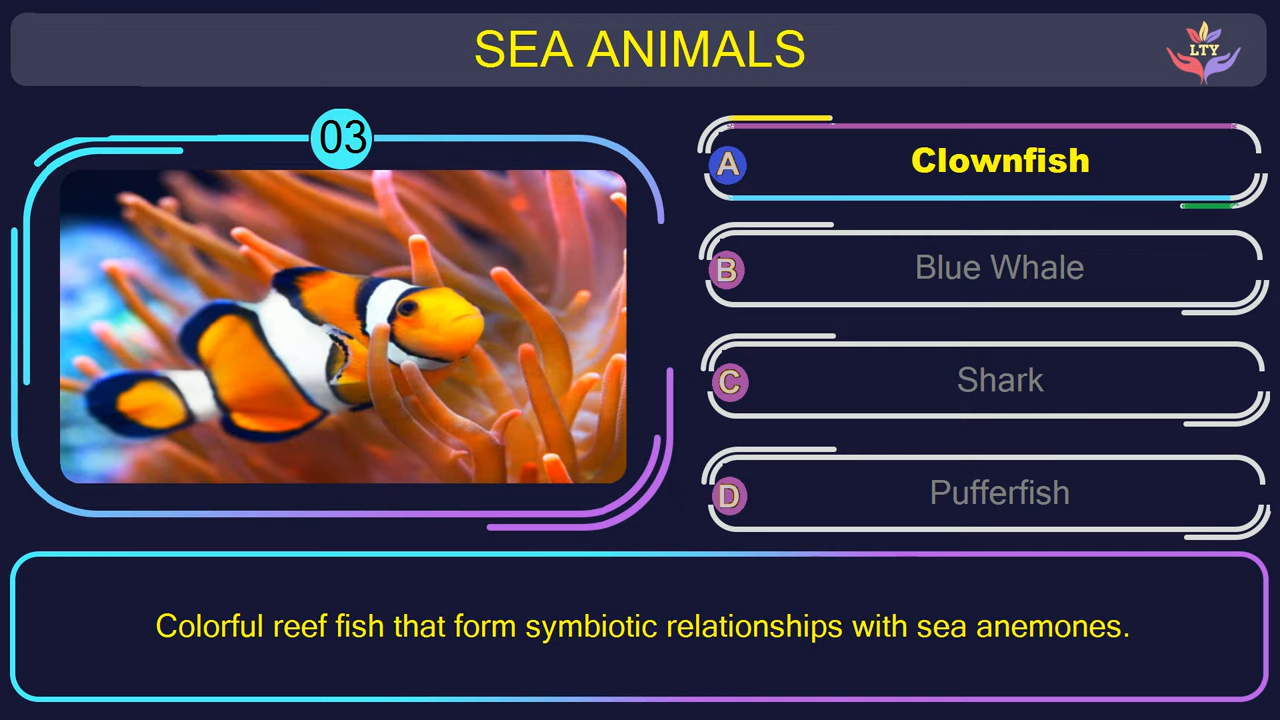 SEA ANIMALS
LTY
03
A Clownfish
B Blue Whale
C Shark
D Pufferfish
Colorful reef fish that form symbiotic relationships with sea anemones.